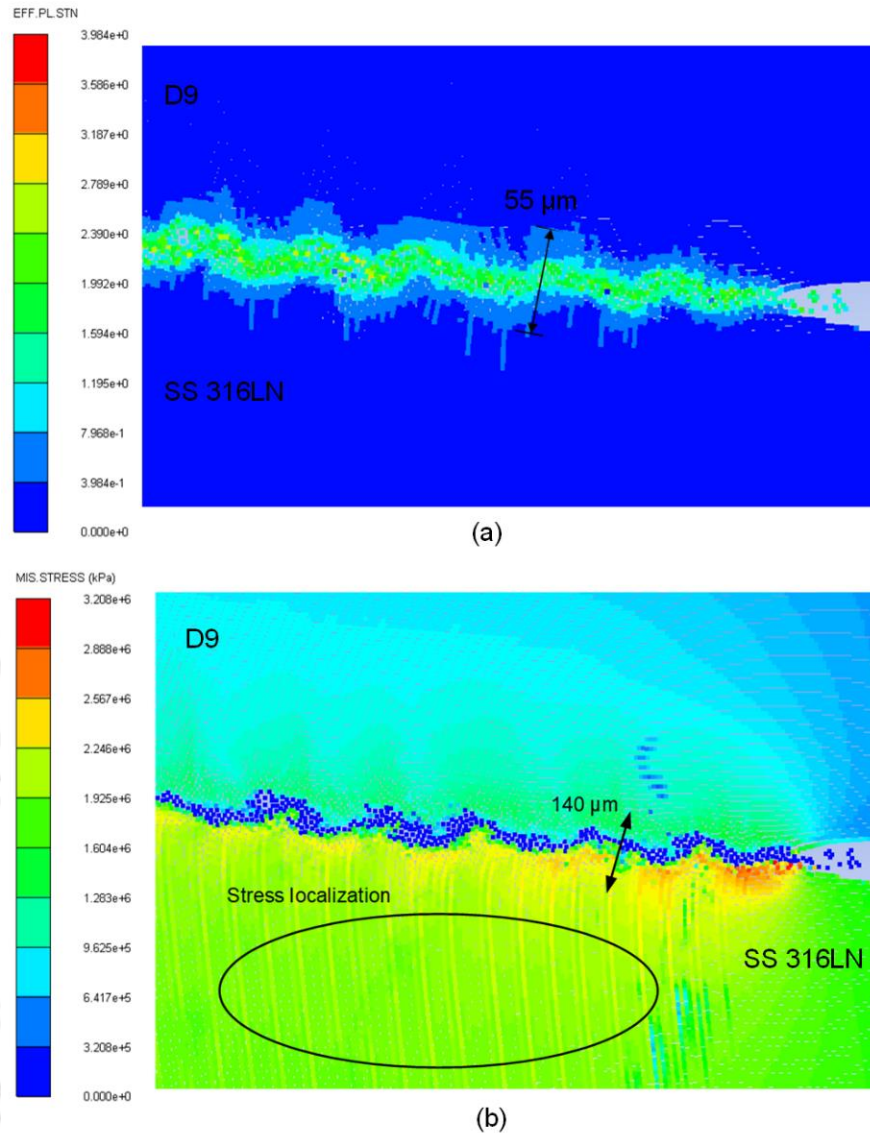 EFF.PL.STN
3.984e+0
3.586e+0
3.187e+0
2.789e+0
2.390e+0
1.992e+0
1.594e+0
1.195e+0
7.968e-1
3.984e-1
0.000e+0
D9
55 µm
8
SS 316LN
(a)
MIS.STRESS (kPa)
3.208e+6
2.888e+6
2.567e+6
2.246e+6
1.925e+6
1.604e+6
1.283e+6
9.625e+5
6.417e+5
3.208e+5
0.000e+0
D9
140 µm
Stress localization
SS 316LN
(b)